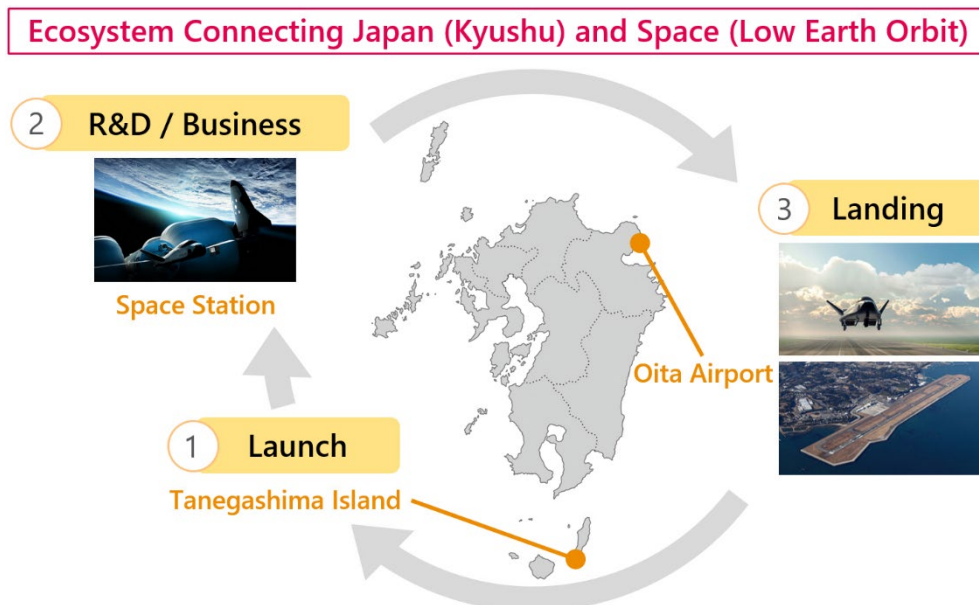 Ecosystem Connecting Japan (Kyushu) and Space (Low Earth Orbit)
2 R&D / Business
Space Station
3 Landing
Oita Airport
1 Launch
Tanegashima Island